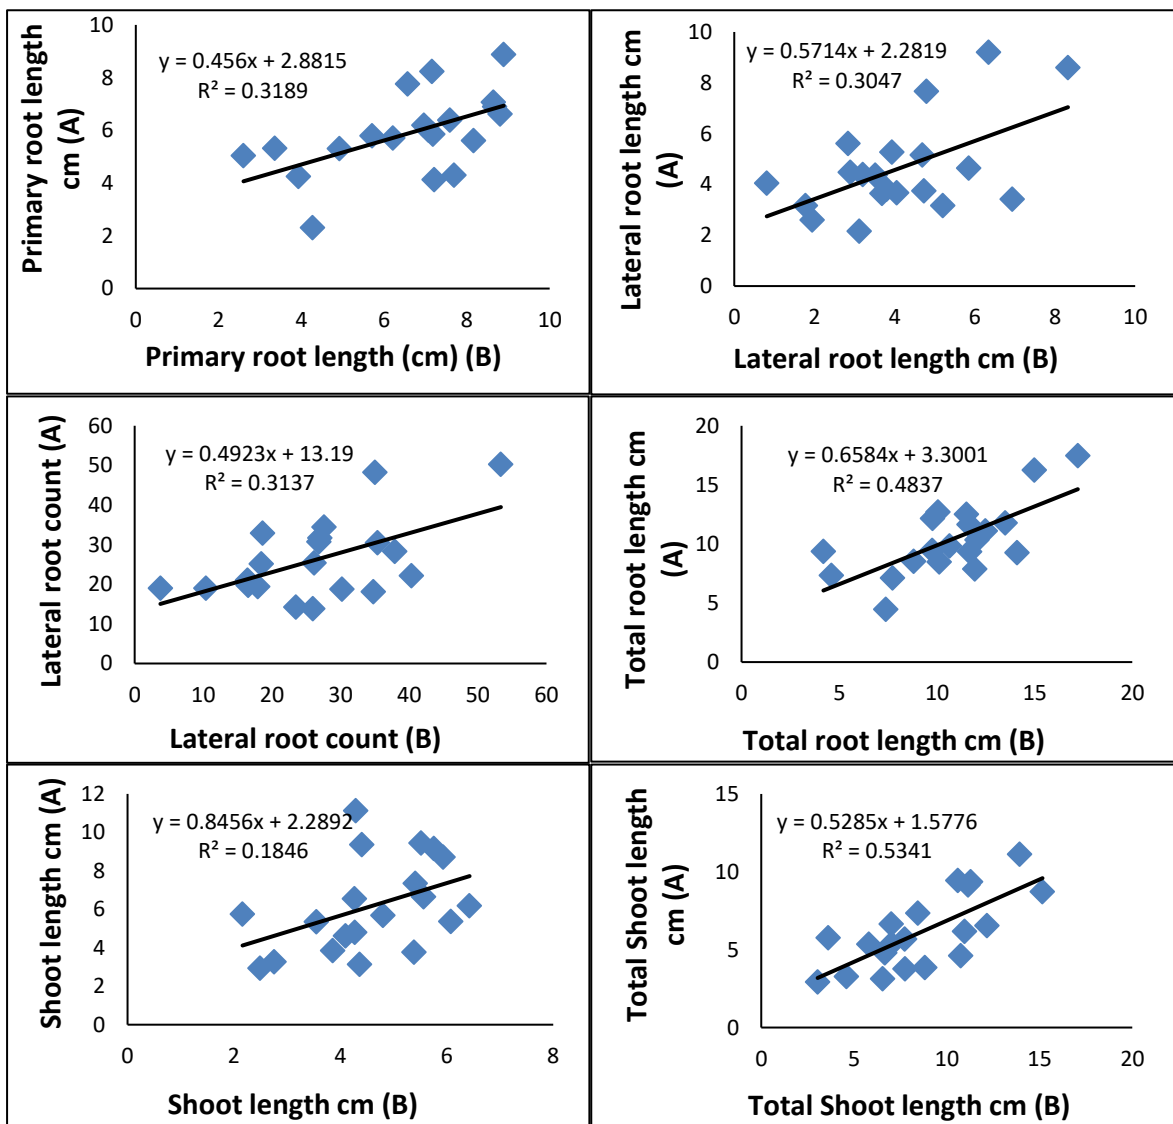 Primary root length
cm (A)
10
8
6
4
2
0
y = 0.456x + 2.8815
R² = 0.3189
0 2 4 6 8 10
Primary root length (cm) (B)
Lateral root length cm
(A)
10
8
6
4
2
0
y = 0.5714x + 2.2819
R² = 0.3047
0 2 4 6 8 10
Lateral root length cm (B)
Lateral root count (A)
60
50
40
30
20
10
0
y = 0.4923x + 13.19
R² = 0.3137
0 10 20 30 40 50 60
Lateral root count (B)
Total root length cm
(A)
20
15
10
5
0
y = 0.6584x + 3.3001
R² = 0.4837
0 5 10 15 20
Total root length cm (B)
Shoot length cm (A)
12
10
8
6
4
2
0
y = 0.8456x + 2.2892
R² = 0.1846
0 2 4 6 8
Shoot length cm (B)
Total Shoot length
cm (A)
15
10
5
0
y = 0.5285x + 1.5776
R² = 0.5341
0 5 10 15 20
Total Shoot length cm (B)